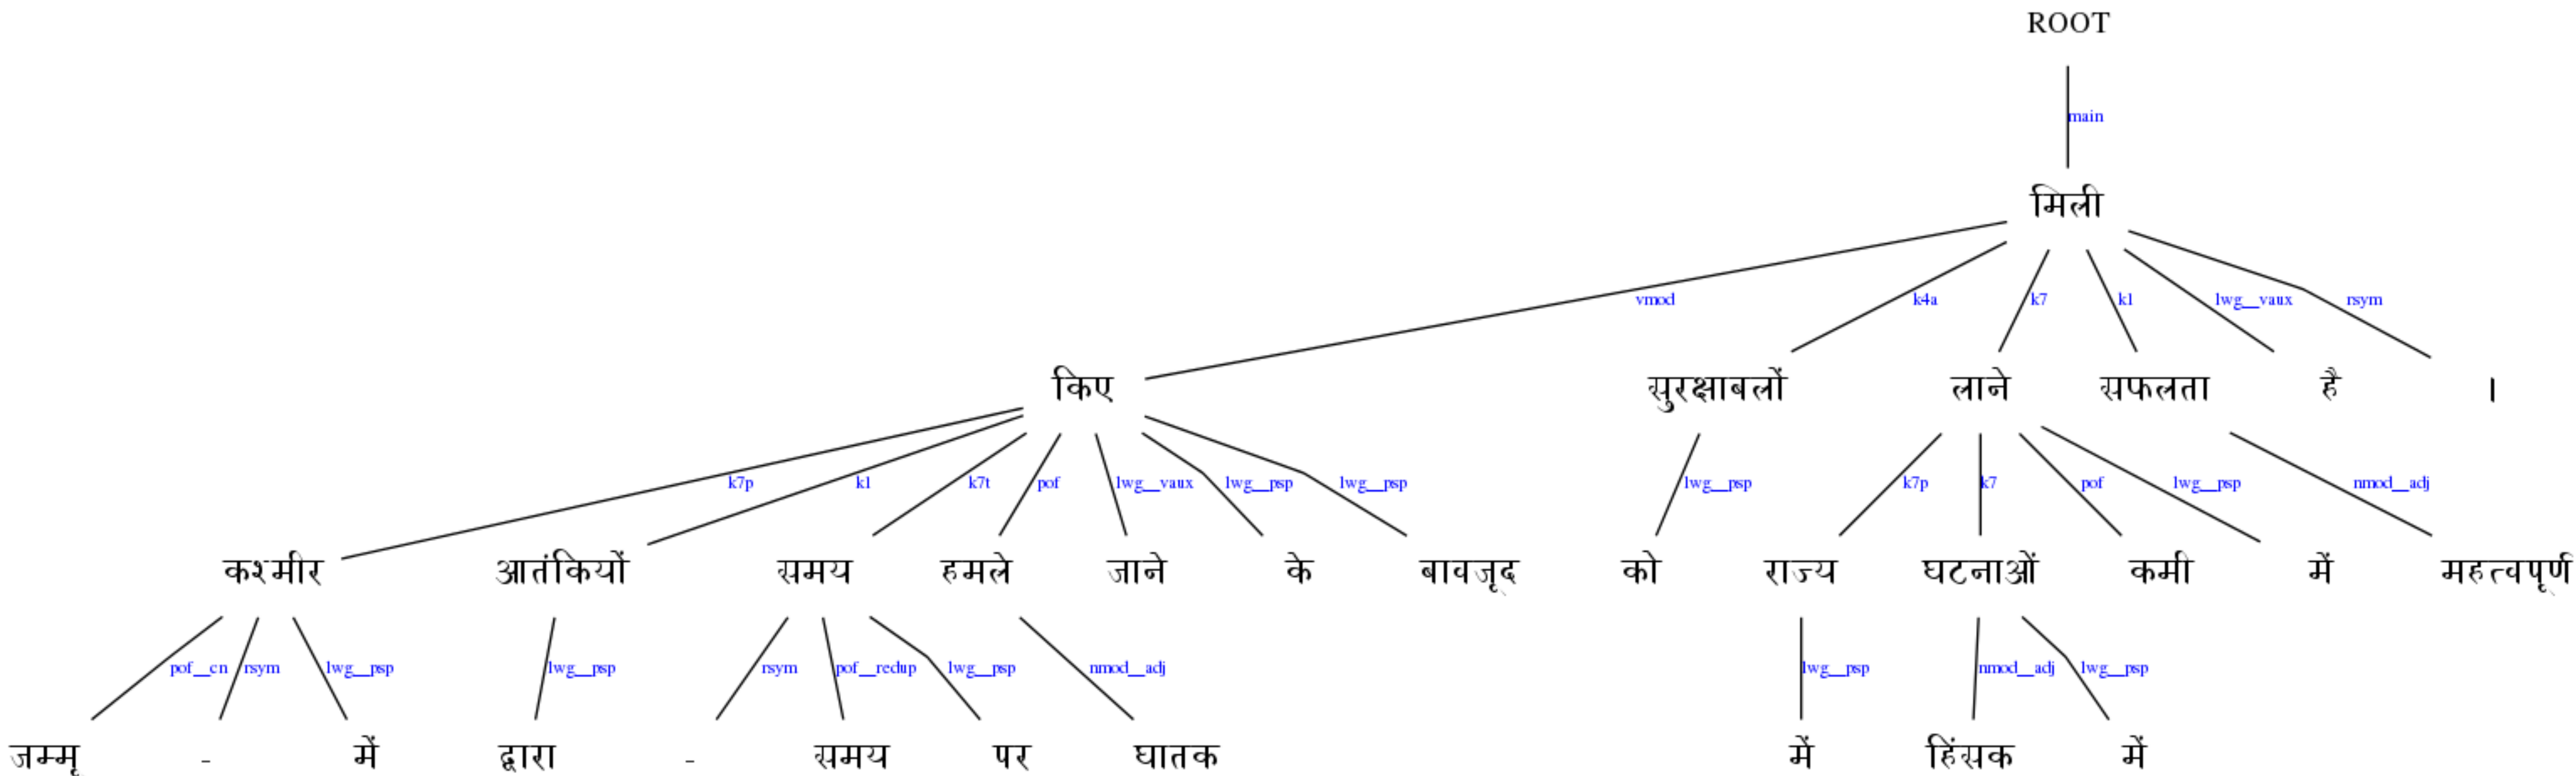 ROOT
main
मिली
vmod k4a k7 k1 lwg__vaux rsym
किए सुरक्षाबलों लाने सफलता है ।
k7p k1 k7t pof lwg__vaux lwg__psp lwg__psp lwg__psp k7p k7 pof lwg__psp nmod__adj
कश्मीर आतंकियों समय हमले जाने के बावजूद को राज्य घटनाओं कमी में महत्वपूर्ण
pof__cn rsym lwg__psp lwg__psp rsym pof__redup lwg__psp nmod__adj lwg__psp nmod__adj lwg__psp
जम्मू - में द्वारा - समय पर घातक में हिंसक में